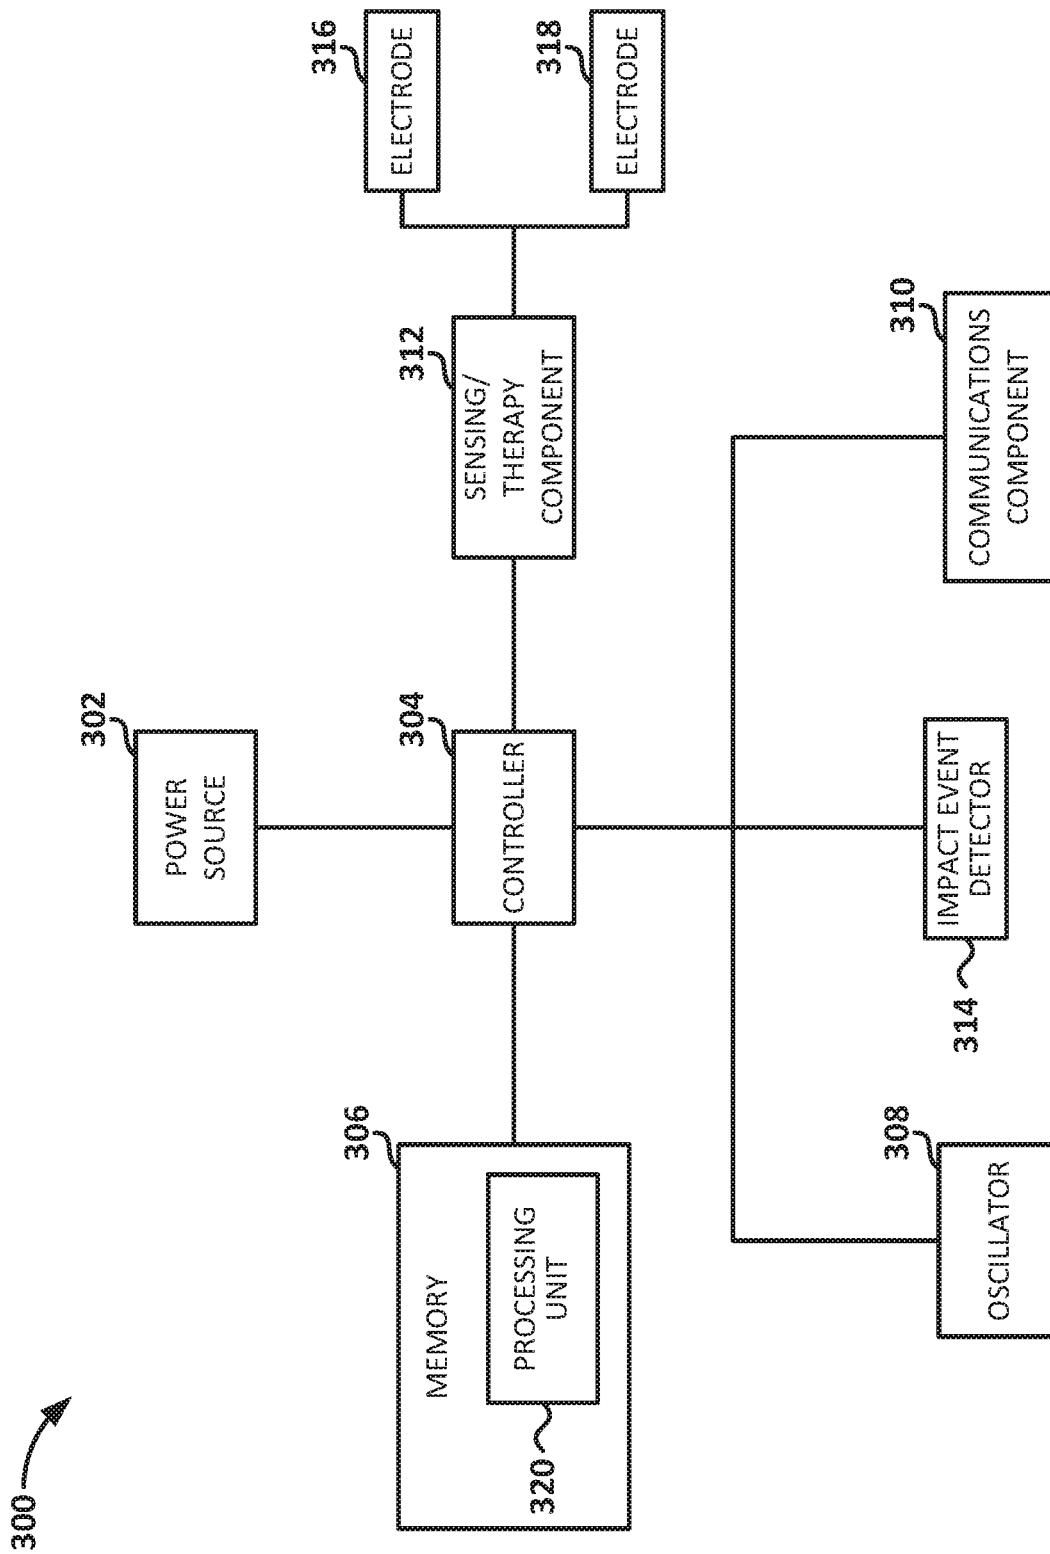 300
302
POWER
SOURCE
306
MEMORY
PROCESSING
UNIT
320
304
CONTROLLER
312
SENSING/
THERAPY
COMPONENT
316
ELECTRODE
318
ELECTRODE
308
OSCILLATOR
314
IMPACT EVENT
DETECTOR
310
COMMUNICATIONS
COMPONENT